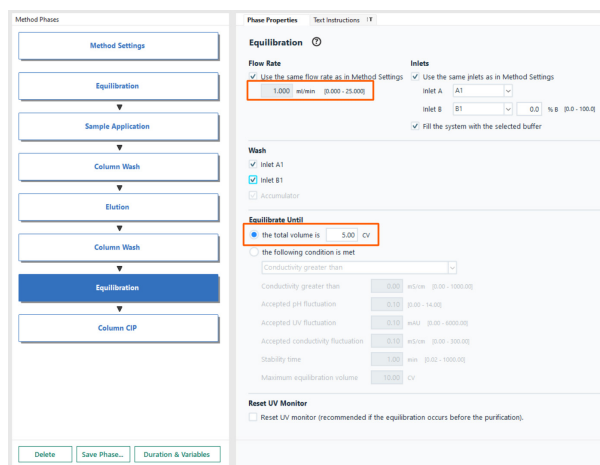 Method Phases
Method Settings
Equilibration
Sample Application
Column Wash
Elution
Column Wash
Equilibration
Column CIP
Delete
Save Phase...
Duration & Variables
Phase Properties Text Instructions
Equilibration ?
Flow Rate
Use the same flow rate as in Method Settings
1.000 ml/min [0.000 - 25.000]
Inlets
Use the same inlets as in Method Settings
Inlet A A1
Inlet B B1 0.0 % B [0.0 - 100.0]
Fill the system with the selected buffer
Wash
Inlet A1
Inlet B1
Accumulator
Equilibrate Until
the total volume is 5.00 CV
the following condition is met
Conductivity greater than
Conductivity greater than 0.00 mS/cm [0.00 - 1000.00]
Accepted pH fluctuation 0.10 [0.00 - 14.00]
Accepted UV fluctuation 0.10 mAU [0.00 - 6000.00]
Accepted conductivity fluctuation 0.10 mS/cm [0.00 - 300.00]
Stability time 1.00 min [0.02 - 1000.00]
Maximum equilibration volume 10.00 CV
Reset UV Monitor
Reset UV monitor (recommended if the equilibration occurs before the purification).